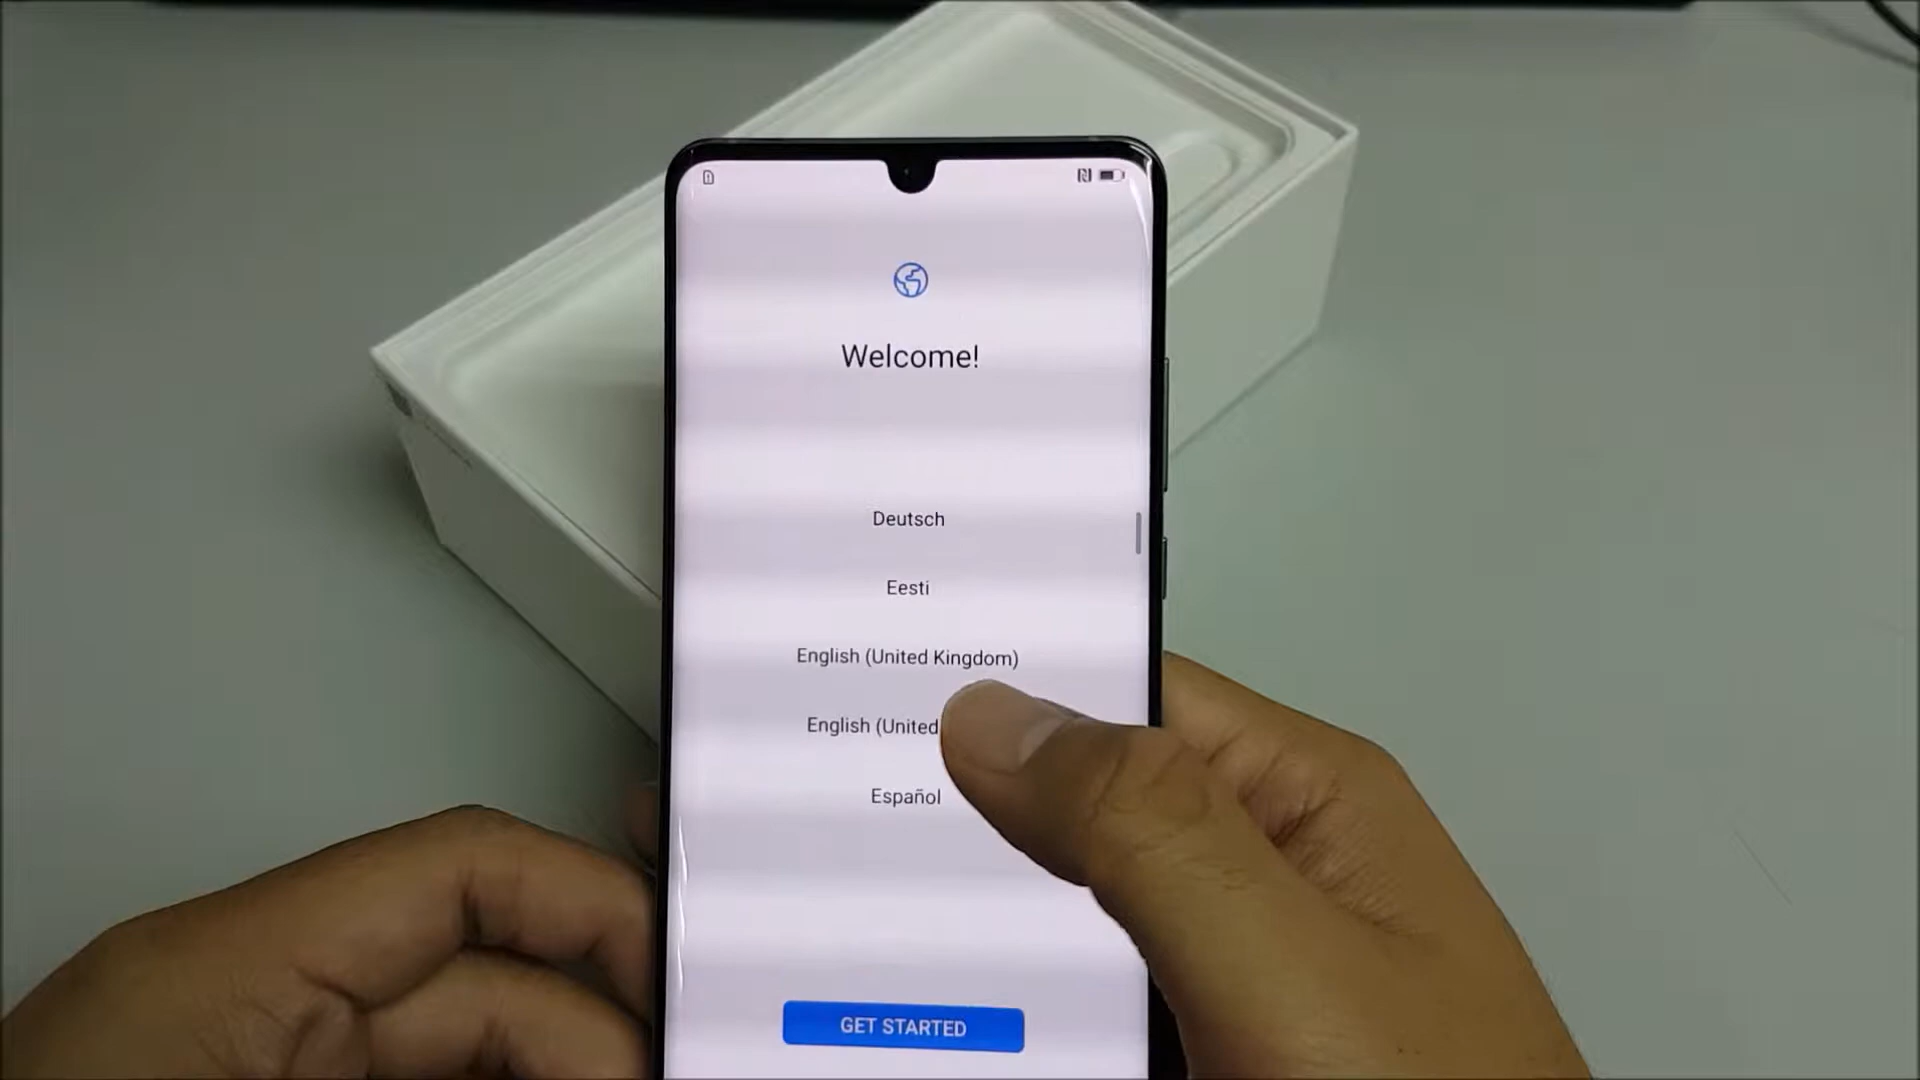 Welcome!
Deutsch
Eesti
English (United Kingdom)
English (United
Español
GET STARTED